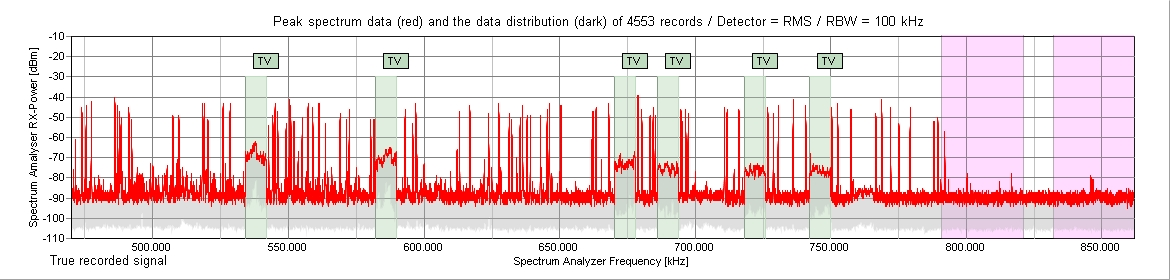 Peak spectrum data (red) and the data distribution (dark) of 4553 records / Detector = RMS / RBW = 100 kHz
-10
-20
TV TV TV TV TV TV
-30
-40
-50
-60
-70
-80
-90
-100
-110
Spectrum Analyser RX-Power [dBm]
500.000 550.000 600.000 650.000 700.000 750.000 800.000 850.000
True recorded signal
Spectrum Analyzer Frequency [kHz]